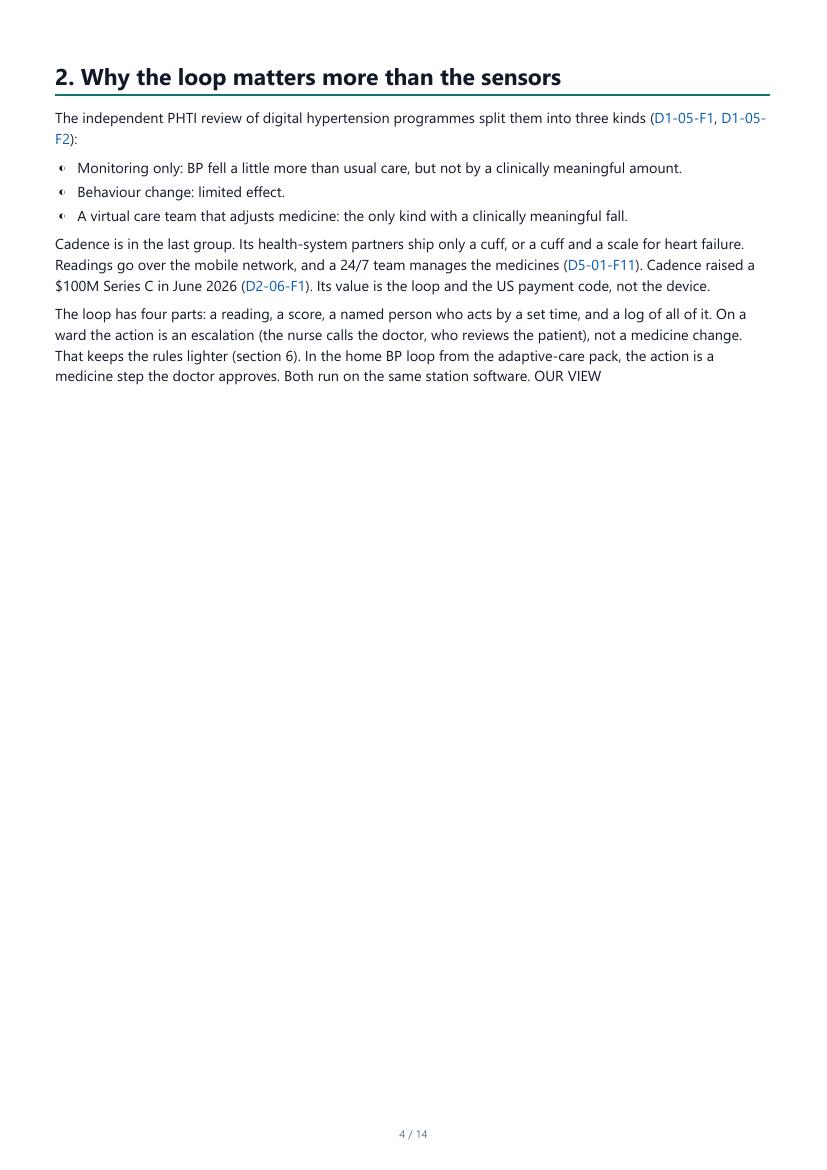 2. Why the loop matters more than the sensors
The independent PHTI review of digital hypertension programmes split them into three kinds (D1-05-F1, D1-05-
F2):
Monitoring only: BP fell a little more than usual care, but not by a clinically meaningful amount.
Behaviour change: limited effect.
A virtual care team that adjusts medicine: the only kind with a clinically meaningful fall.
Cadence is in the last group. Its health-system partners ship only a cuff, or a cuff and a scale for heart failure.
Readings go over the mobile network, and a 24/7 team manages the medicines (D5-01-F11). Cadence raised a
$100M Series C in June 2026 (D2-06-F1). Its value is the loop and the US payment code, not the device.
The loop has four parts: a reading, a score, a named person who acts by a set time, and a log of all of it. On a
ward the action is an escalation (the nurse calls the doctor, who reviews the patient), not a medicine change.
That keeps the rules lighter (section 6). In the home BP loop from the adaptive-care pack, the action is a
medicine step the doctor approves. Both run on the same station software. OUR VIEW
4 / 14